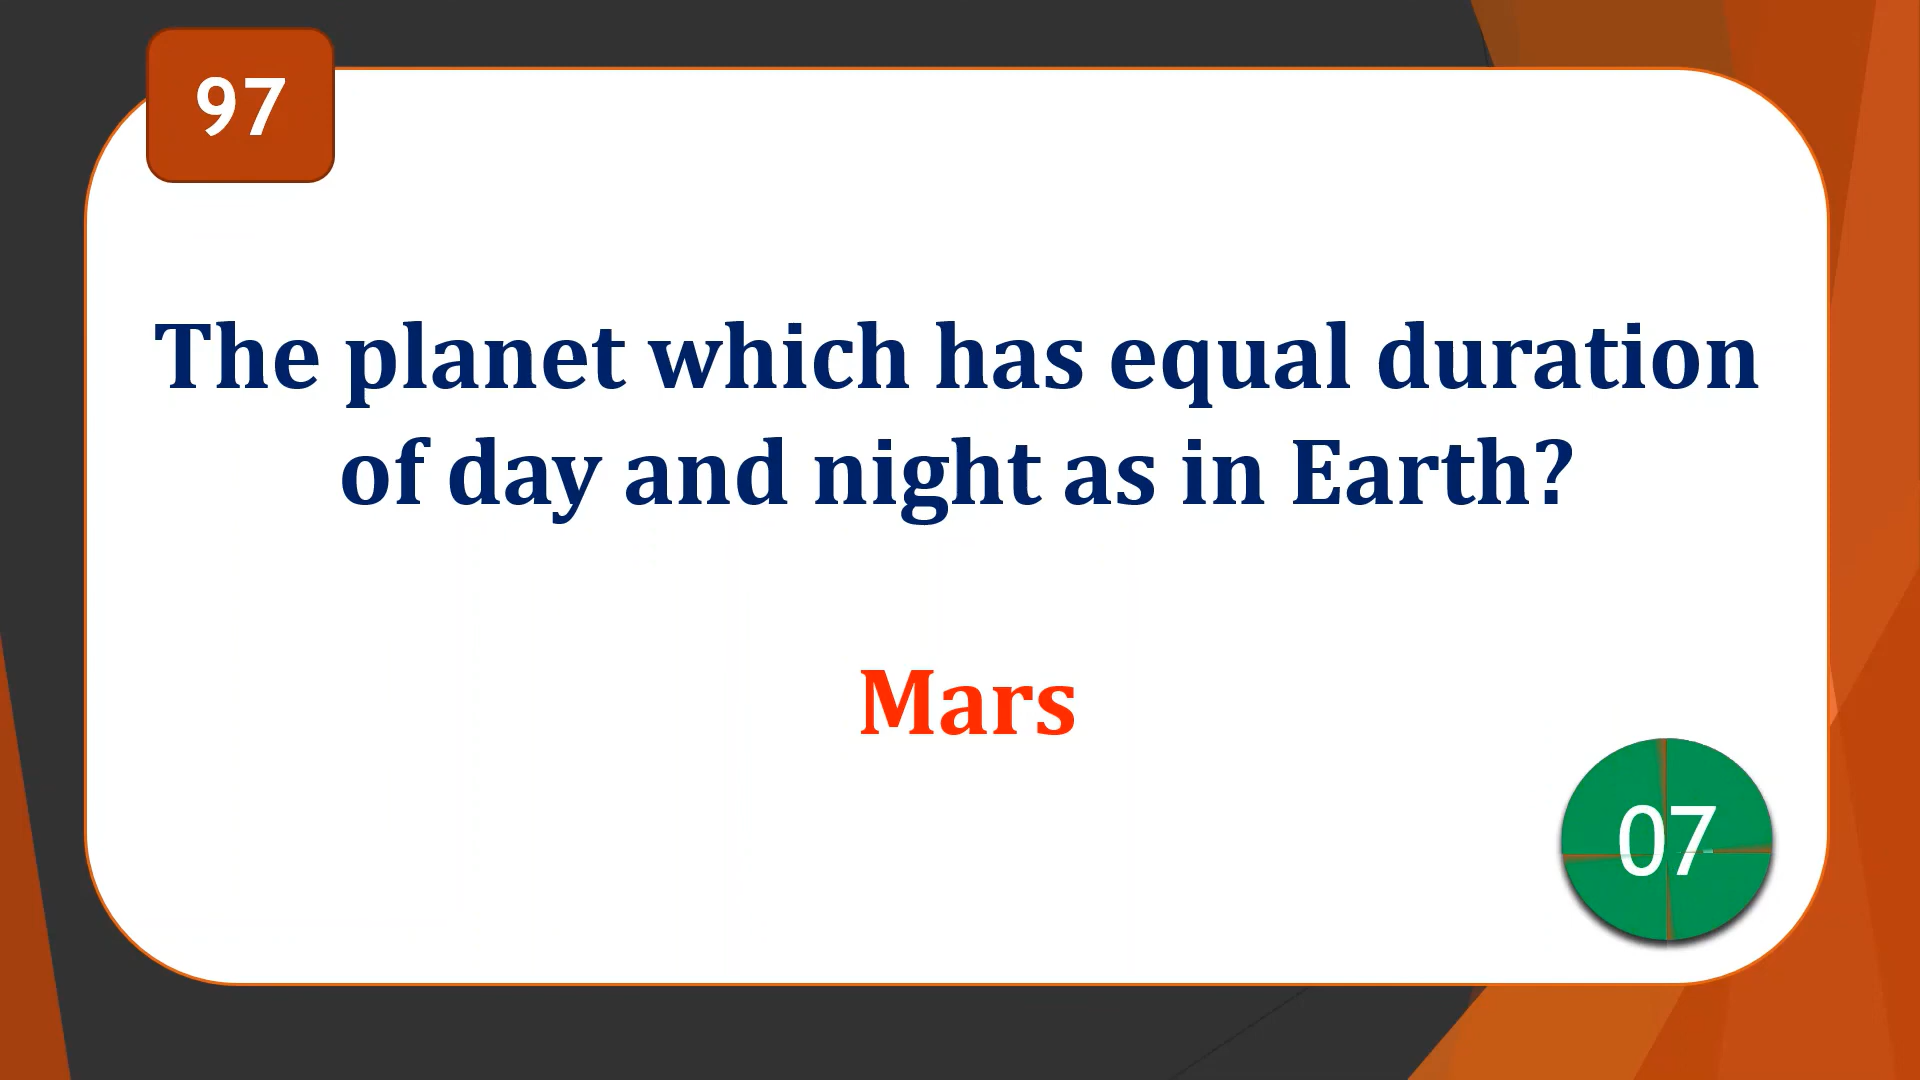 97
The planet which has equal duration
of day and night as in Earth?
Mars
07